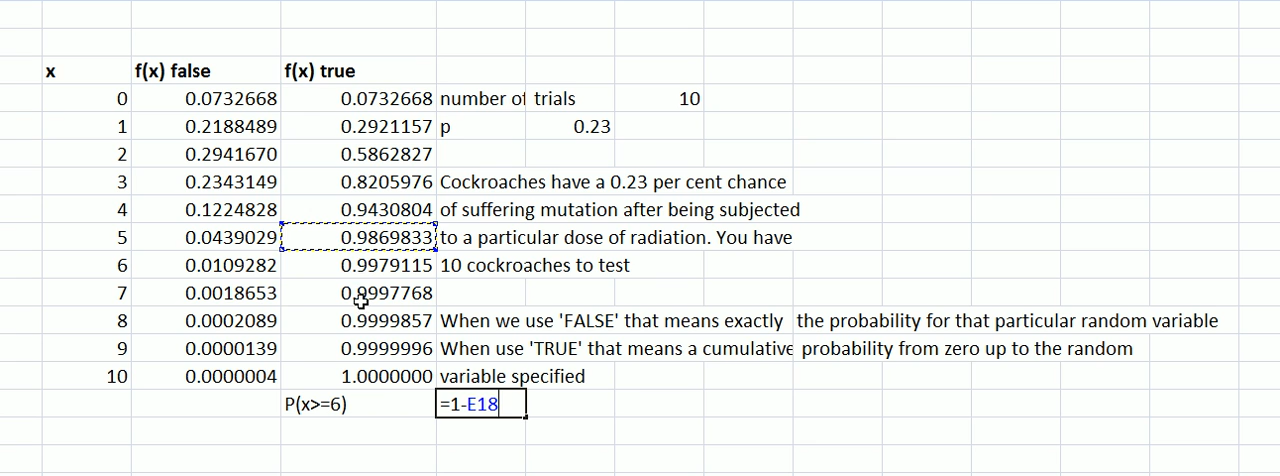 x f(x) false f(x) true
0 0.0732668 0.0732668 number of trials 10
1 0.2188489 0.2921157 p 0.23
2 0.2941670 0.5862827
3 0.2343149 0.8205976 Cockroaches have a 0.23 per cent chance
4 0.1224828 0.9430804 of suffering mutation after being subjected
5 0.0439029 0.9869833 to a particular dose of radiation. You have
6 0.0109282 0.9979115 10 cockroaches to test
7 0.0018653 0.9997768
8 0.0002089 0.9999857 When we use 'FALSE' that means exactly the probability for that particular random variable
9 0.0000139 0.9999996 When use 'TRUE' that means a cumulative probability from zero up to the random
10 0.0000004 1.0000000 variable specified
P(x>=6) =1-E18